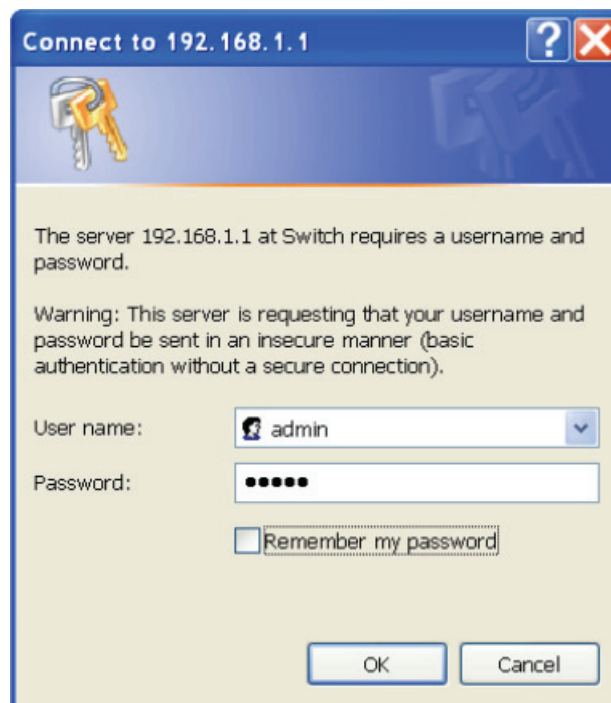 Connect to 192.168.1.1
The server 192.168.1.1 at Switch requires a username and
password.
Warning: This server is requesting that your username and
password be sent in an insecure manner (basic
authentication without a secure connection).
User name:
admin
Password:
●●●●●
Remember my password
OK
Cancel